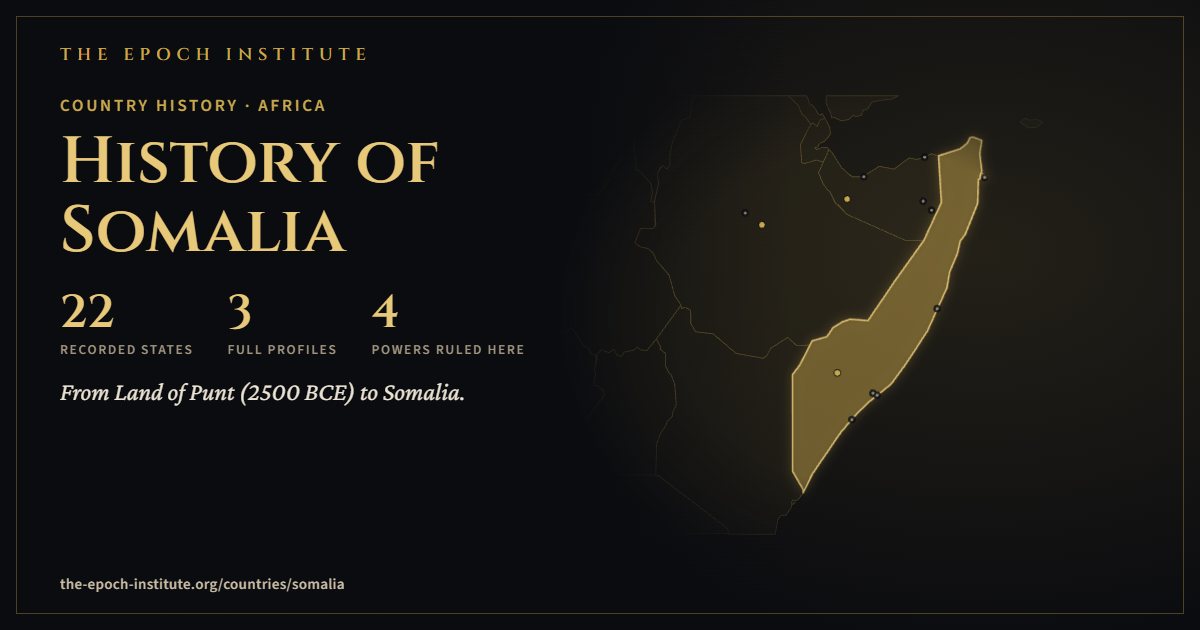 THE EPOCH INSTITUTE
COUNTRY HISTORY · AFRICA
HISTORY OF
SOMALIA
22
3
4
RECORDED STATES
FULL PROFILES
POWERS RULED HERE
From Land of Punt (2500 BCE) to Somalia.
the-epoch-institute.org/countries/somalia